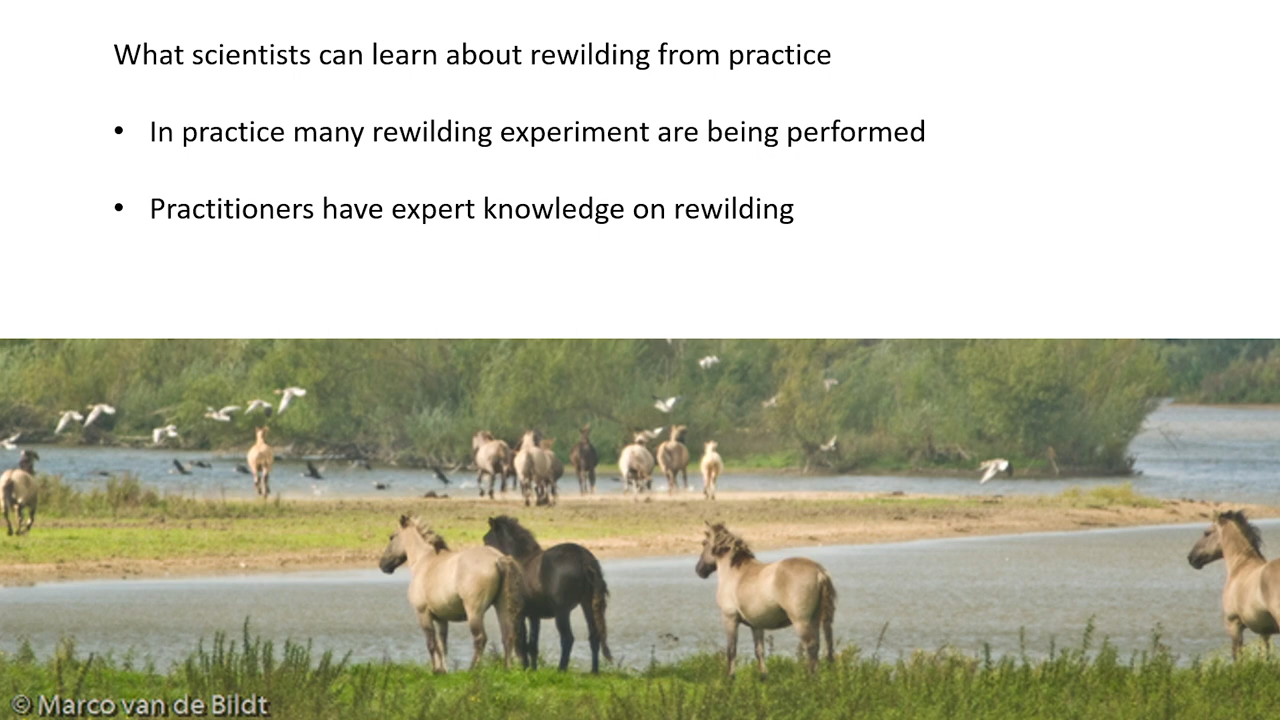 What scientists can learn about rewilding from practice
• In practice many rewilding experiment are being performed
• Practitioners have expert knowledge on rewilding
© Marco van de Bildt